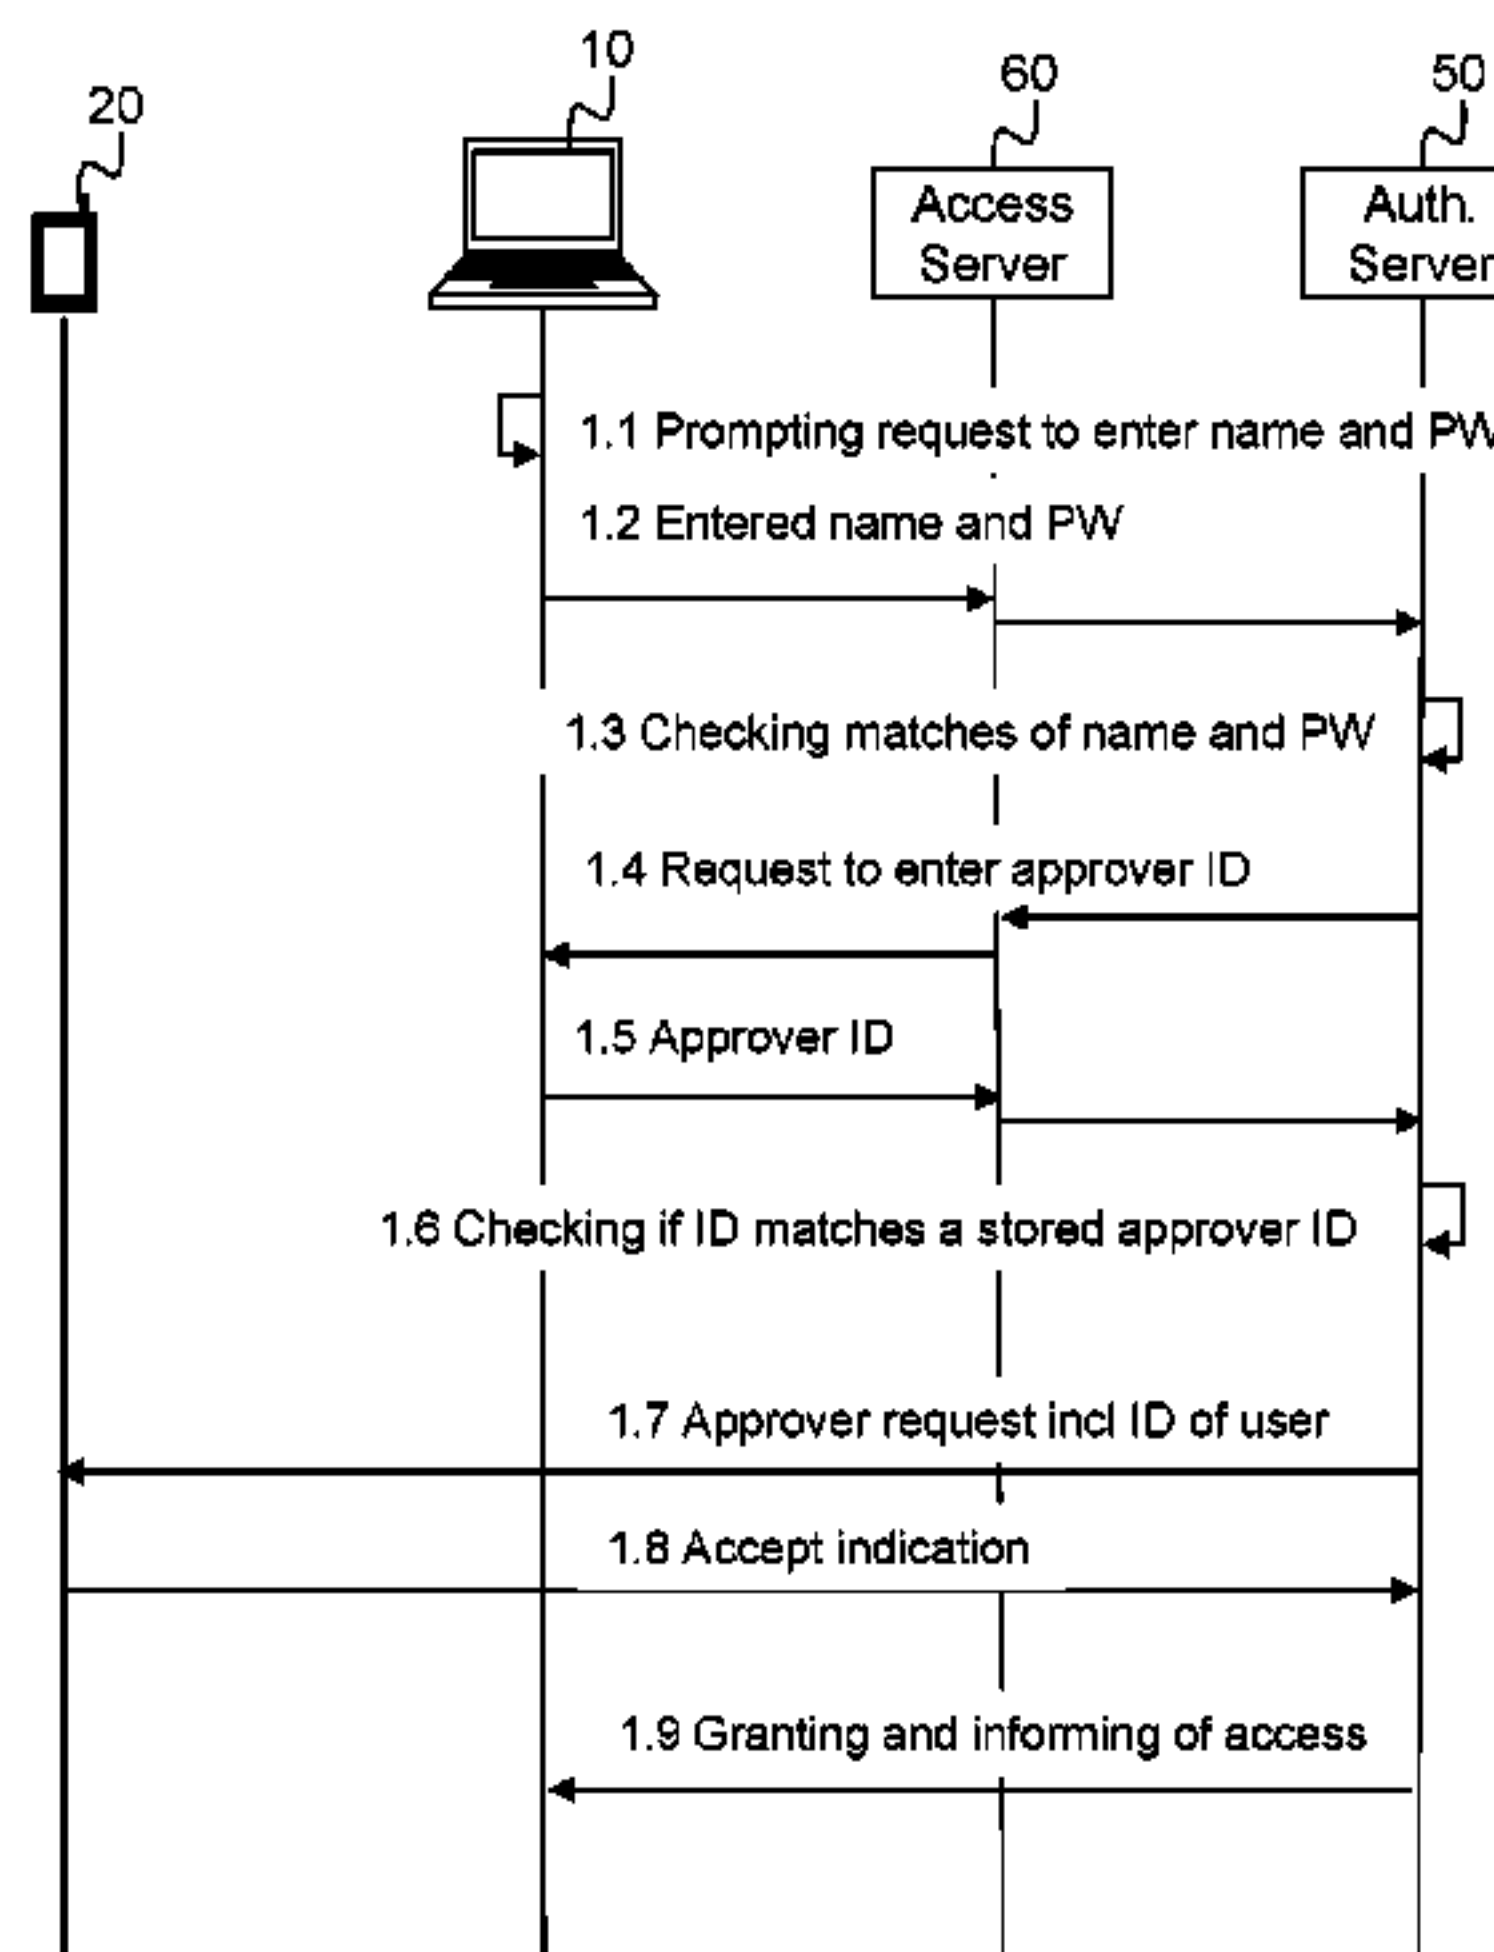 10
60
50
20
Access
Server
Auth.
Server
1.1 Prompting request to enter name and PW
1.2 Entered name and PW
1.3 Checking matches of name and PW
1.4 Request to enter approver ID
1.5 Approver ID
1.6 Checking if ID matches a stored approver ID
1.7 Approver request incl ID of user
1.8 Accept indication
1.9 Granting and informing of access